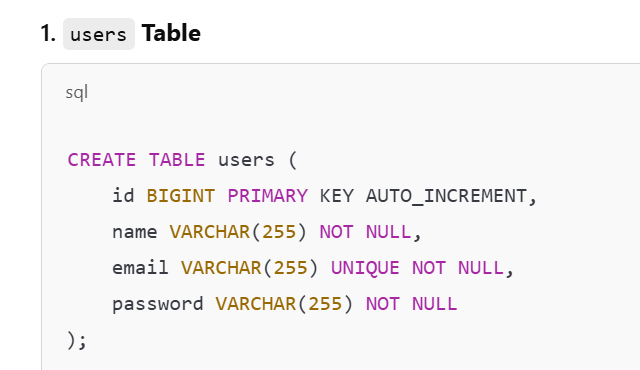 1. users Table
sql
CREATE TABLE users (
id BIGINT PRIMARY KEY AUTO_INCREMENT,
name VARCHAR(255) NOT NULL,
email VARCHAR(255) UNIQUE NOT NULL,
password VARCHAR(255) NOT NULL
);